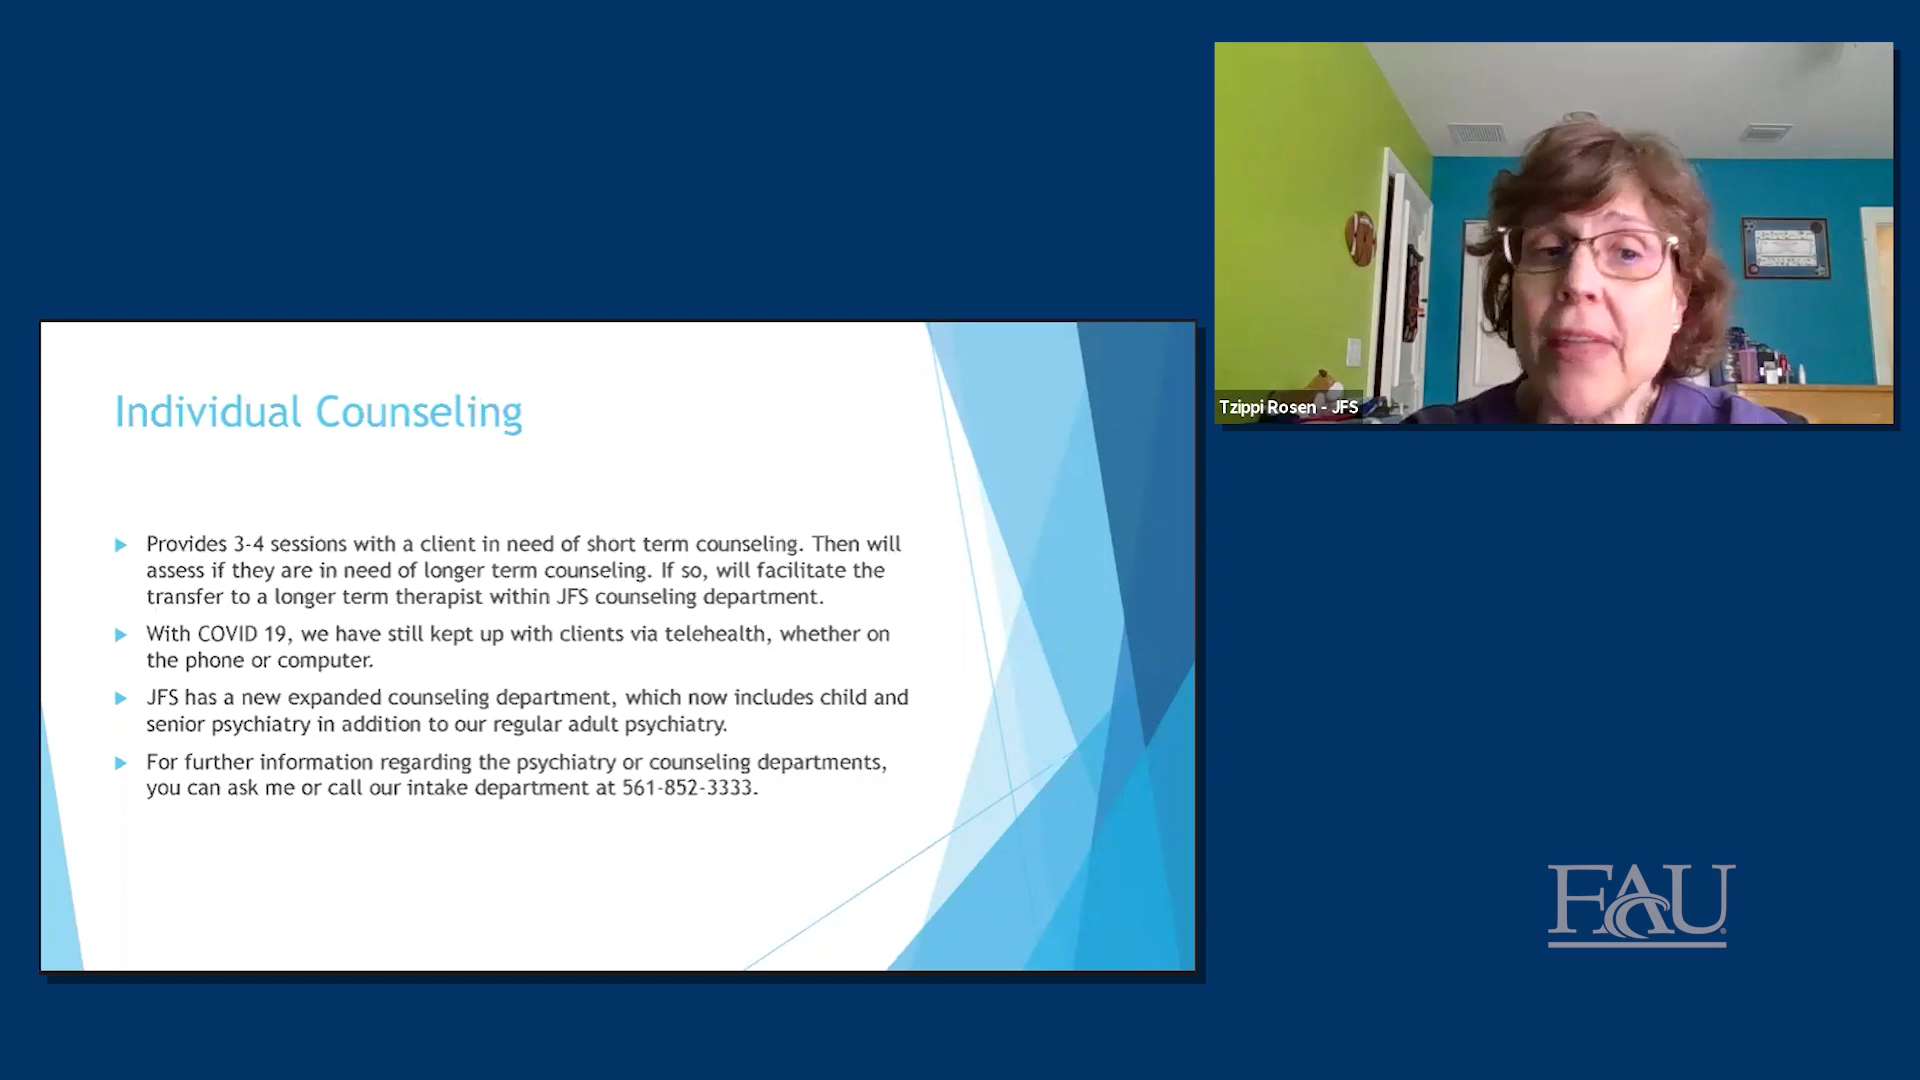 Individual Counseling
Provides 3-4 sessions with a client in need of short term counseling. Then will
assess if they are in need of longer term counseling. If so, will facilitate the
transfer to a longer term therapist within JFS counseling department.
With COVID 19, we have still kept up with clients via telehealth, whether on
the phone or computer.
JFS has a new expanded counseling department, which now includes child and
senior psychiatry in addition to our regular adult psychiatry.
For further information regarding the psychiatry or counseling departments,
you can ask me or call our intake department at 561-852-3333.
Tzippi Rosen - JFS
FAU